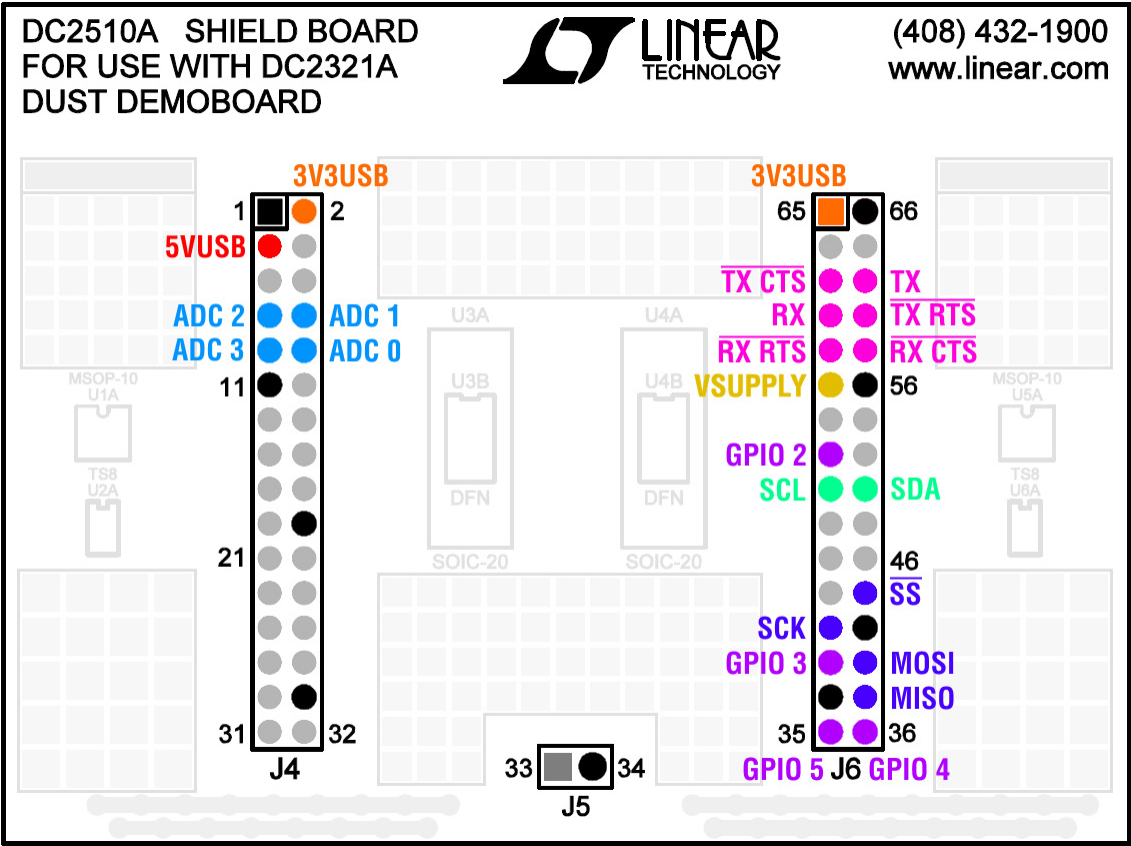 DC2510A SHIELD BOARD
FOR USE WITH DC2321A
DUST DEMOBOARD
LINEAR
TECHNOLOGY
(408) 432-1900
www.linear.com
3V3USB
3V3USB
1
2
65
66
5VUSB
TX CTS
TX
ADC 2
ADC 1
U3A
U4A
RX
TX RTS
ADC 3
ADC 0
RX RTS
RX CTS
MSOP-10
U1A
11
U3B
U4B
VSUPPLY
56
MSOP-10
U5A
GPIO 2
TS8
U2A
DFN
DFN
SCL
SDA
TS8
U6A
21
SOIC-20
SOIC-20
46
SS
SCK
GPIO 3
MOSI
MISO
31
32
35
36
J4
33
34
J5
GPIO 5
J6
GPIO 4